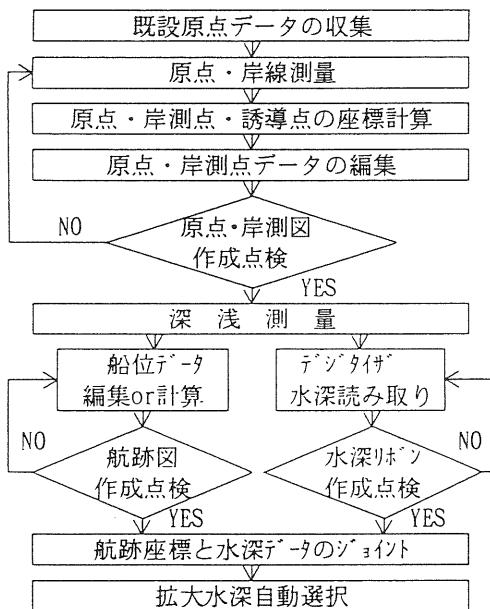 既設原点データの収集
原点・岸線測量
原点・岸測点・誘導点の座標計算
原点・岸測点データの編集
NO
原点・岸測図
作成点検
YES
深 浅 測 量
船位ﾃﾞｰﾀ
編集or計算
ﾃﾞｼﾞﾀｲｻﾞ
水深読み取り
NO
航跡図
作成点検
YES
水深ﾘﾎﾞﾝ
作成点検
NO
YES
航跡座標と水深ﾃﾞｰﾀのｼﾞｮｲﾝﾄ
拡大水深自動選択